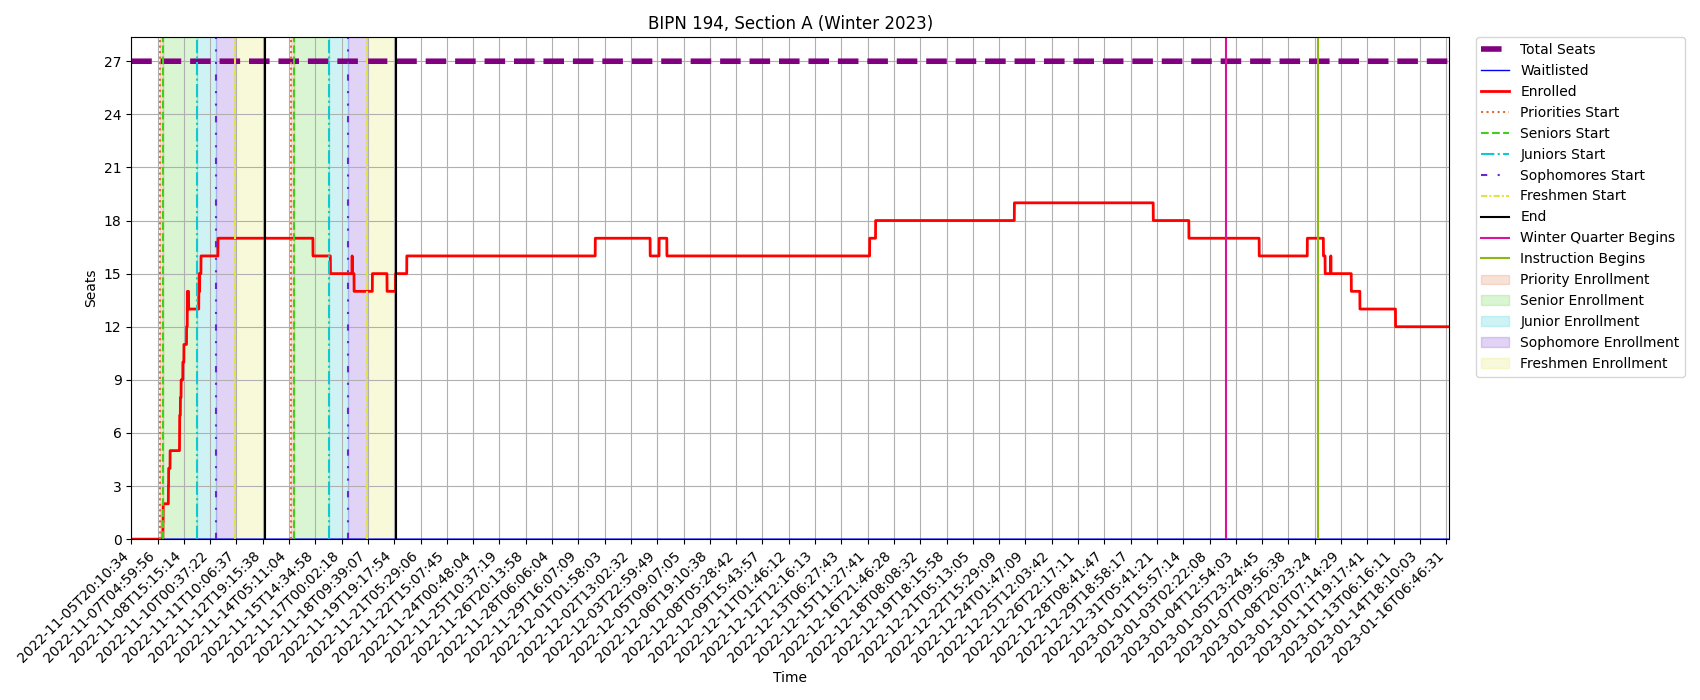 BIPN 194, Section A (Winter 2023)
Seats
27
24
21
18
15
12
9
6
3
0
2022-11-05T20:10:34
2022-11-07T04:59:56
2022-11-08T15:15:14
2022-11-10T00:37:22
2022-11-11T10:06:37
2022-11-12T19:15:38
2022-11-14T05:11:04
2022-11-15T14:34:58
2022-11-17T00:02:18
2022-11-18T09:39:07
2022-11-19T19:17:54
2022-11-21T05:29:06
2022-11-22T15:07:45
2022-11-24T00:48:04
2022-11-25T10:37:19
2022-11-26T20:13:58
2022-11-28T06:06:04
2022-11-29T16:07:09
2022-12-01T01:58:03
2022-12-02T13:02:32
2022-12-03T22:59:49
2022-12-05T09:07:05
2022-12-06T19:10:38
2022-12-08T05:28:42
2022-12-09T15:43:57
2022-12-11T01:46:12
2022-12-12T12:16:13
2022-12-13T06:27:43
2022-12-15T11:27:41
2022-12-16T21:46:28
2022-12-18T08:08:32
2022-12-19T18:15:58
2022-12-21T05:13:05
2022-12-22T15:29:09
2022-12-24T01:47:09
2022-12-25T12:03:42
2022-12-26T22:17:11
2022-12-28T08:41:47
2022-12-29T18:58:17
2022-12-31T05:41:21
2023-01-01T15:57:14
2023-01-03T02:22:08
2023-01-04T12:54:03
2023-01-05T23:24:45
2023-01-07T09:56:38
2023-01-08T20:23:24
2023-01-10T07:14:29
2023-01-11T19:17:41
2023-01-13T06:16:11
2023-01-14T18:10:03
2023-01-16T06:46:31
Time
Total Seats
Waitlisted
Enrolled
Priorities Start
Seniors Start
Juniors Start
Sophomores Start
Freshmen Start
End
Winter Quarter Begins
Instruction Begins
Priority Enrollment
Senior Enrollment
Junior Enrollment
Sophomore Enrollment
Freshmen Enrollment